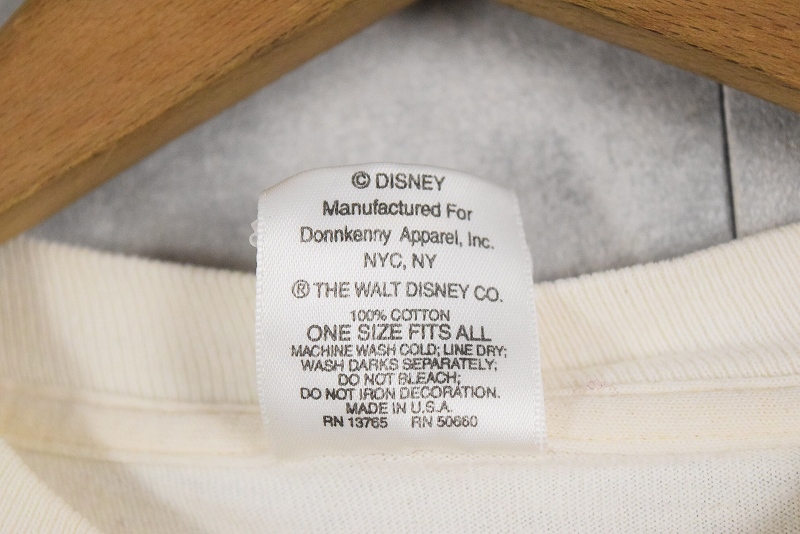 © DISNEY
Manufactured For
Donnkenny Apparel, Inc.
NYC, NY
® THE WALT DISNEY CO.
100% COTTON
ONE SIZE FITS ALL
MACHINE WASH COLD; LINE DRY;
WASH DARKS SEPARATELY;
DO NOT BLEACH;
DO NOT IRON DECORATION.
MADE IN U.S.A.
RN 13765 RN 50660